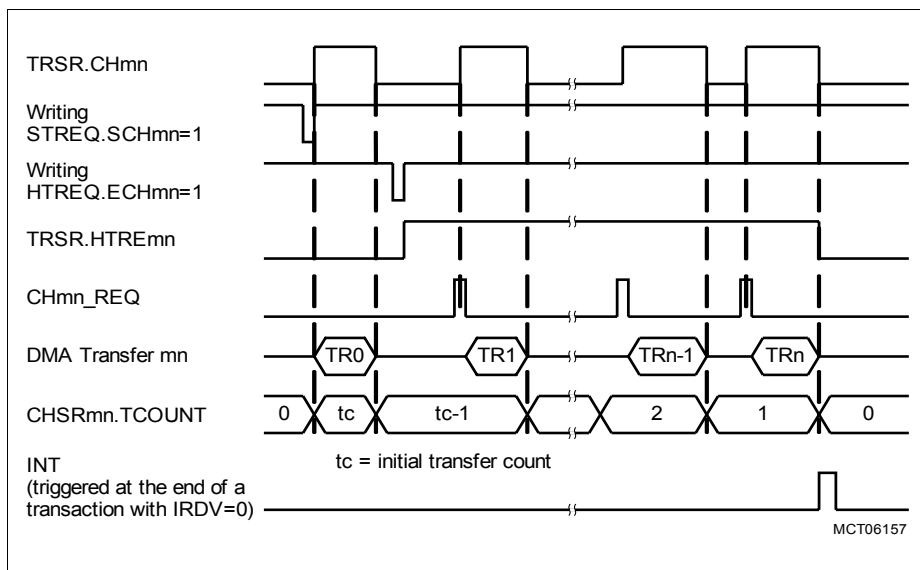 TRSR.CHmn
Writing
STREQ.SCHmn=1
Writing
HTREQ.ECHmn=1
TRSR.HTREmn
CHmn_REQ
DMA Transfer mn TR0 TR1 TRn-1 TRn
CHSRmn.TCOUNT 0 tc tc-1 2 1 0
tc = initial transfer count
INT
(triggered at the end of a
transaction with IRDV=0)
MCT06157